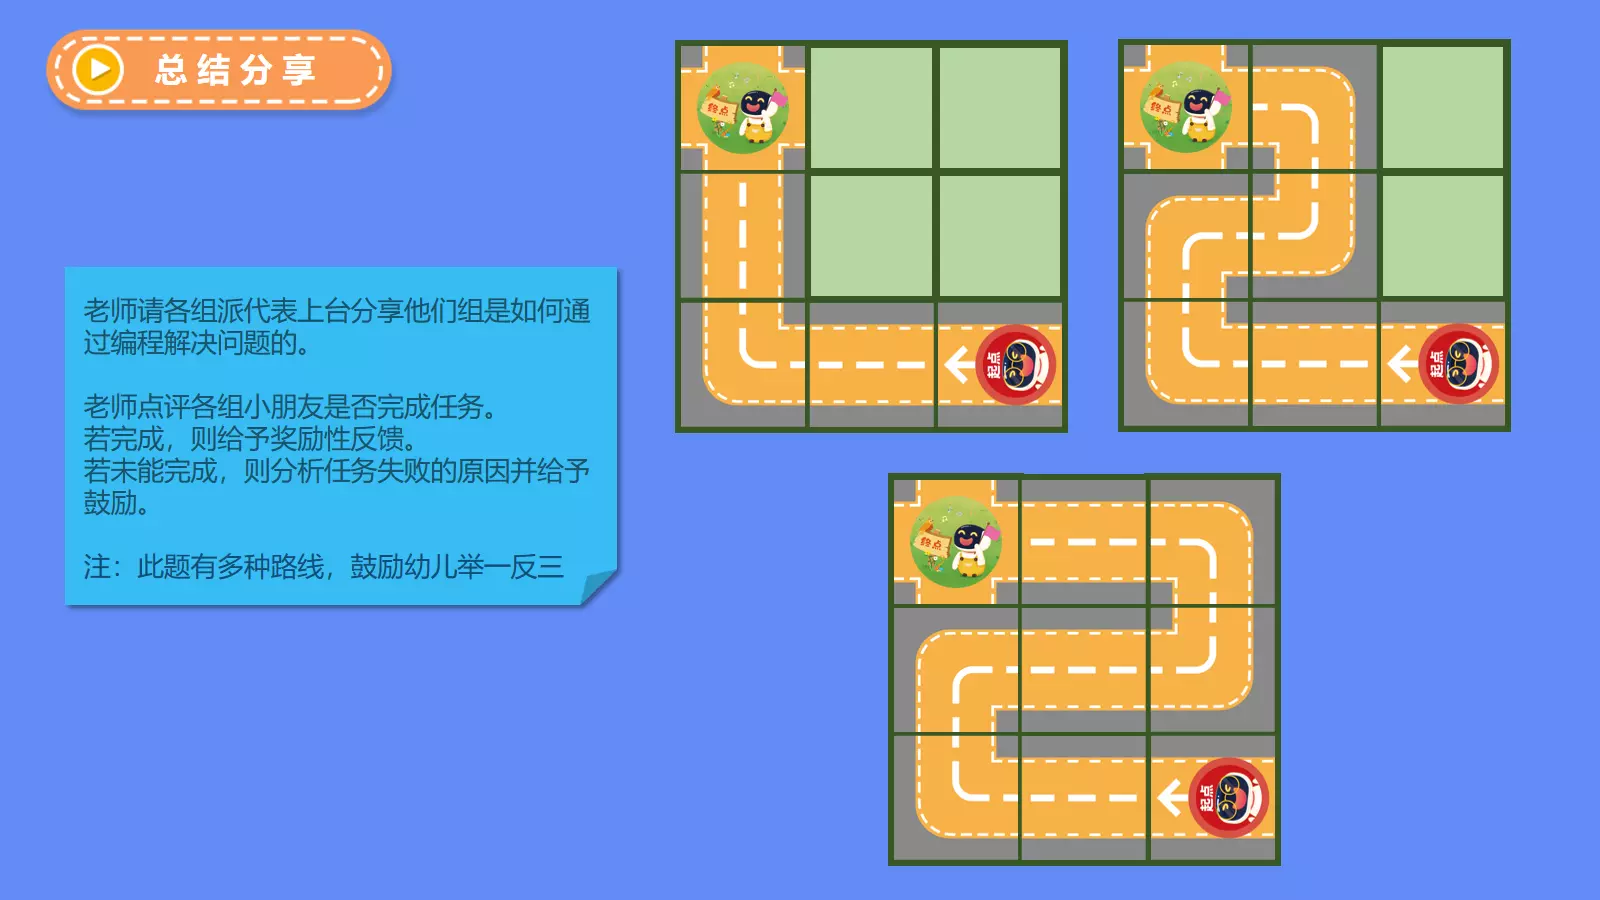 总结分享
老师请各组派代表上台分享他们组是如何通
过编程解决问题的。
老师点评各组小朋友是否完成任务。
若完成，则给予奖励性反馈。
若未能完成，则分析任务失败的原因并给予
鼓励。
注：此题有多种路线，鼓励幼儿举一反三
终点
起点
终点
起点
终点
起点